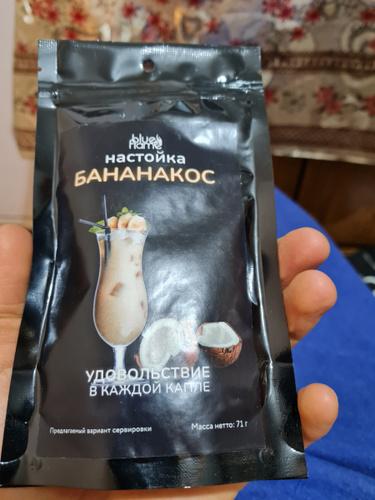 blue
flame
настойка
БАНАНАКОС
УДОВОЛЬСТВИЕ
В КАЖДОЙ КАПЛЕ
Предлагаемый вариант сервировки
Масса нетто: 71 г